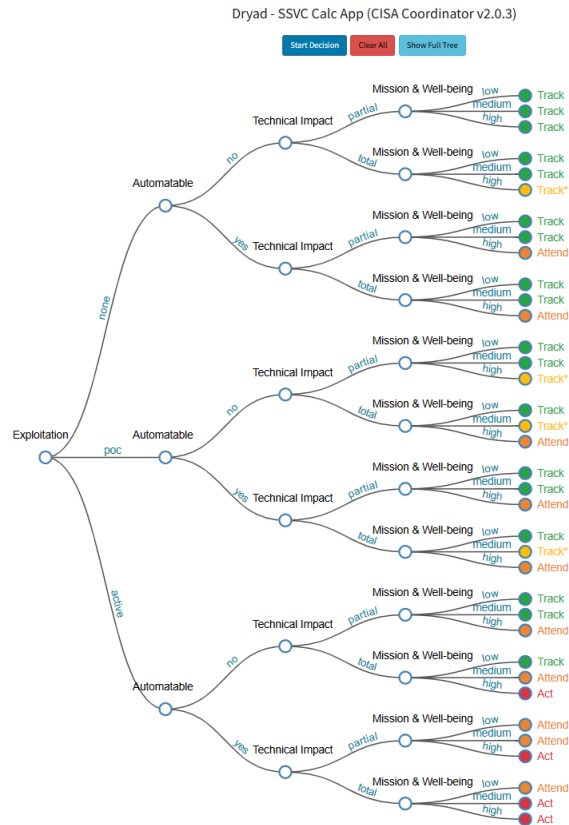 Dryad - SSVC Calc App (CISA Coordinator v2.0.3)
Start Decision Clear All Show Full Tree
Mission & Well-being low Track
partial medium Track
high Track
Technical Impact
Mission & Well-being low Track
no total medium Track
high Track*
Automatable
Mission & Well-being low Track
yes partial medium Track
high Attend
Technical Impact
Mission & Well-being low Track
total medium Track
high Attend
none
Mission & Well-being low Track
partial medium Track
high Track*
Technical Impact
Mission & Well-being low Track
no total medium Track*
high Attend
Exploitation poc Automatable
Mission & Well-being low Track
yes partial medium Track
high Attend
Technical Impact
Mission & Well-being low Track
total medium Track*
high Attend
active
Mission & Well-being low Track
partial medium Track
high Attend
Technical Impact
Mission & Well-being low Track
no total medium Attend
high Act
Automatable
Mission & Well-being low Attend
yes partial medium Attend
high Act
Technical Impact
Mission & Well-being low Attend
total medium Act
high Act